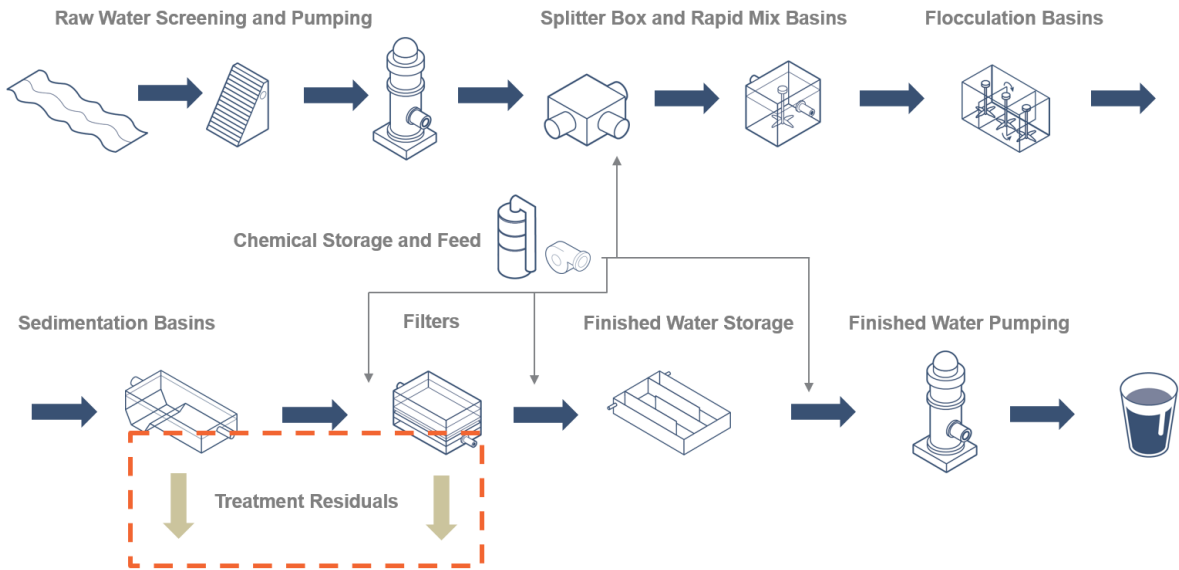 Raw Water Screening and Pumping
Splitter Box and Rapid Mix Basins
Flocculation Basins
Chemical Storage and Feed
Sedimentation Basins
Filters
Finished Water Storage
Finished Water Pumping
Treatment Residuals